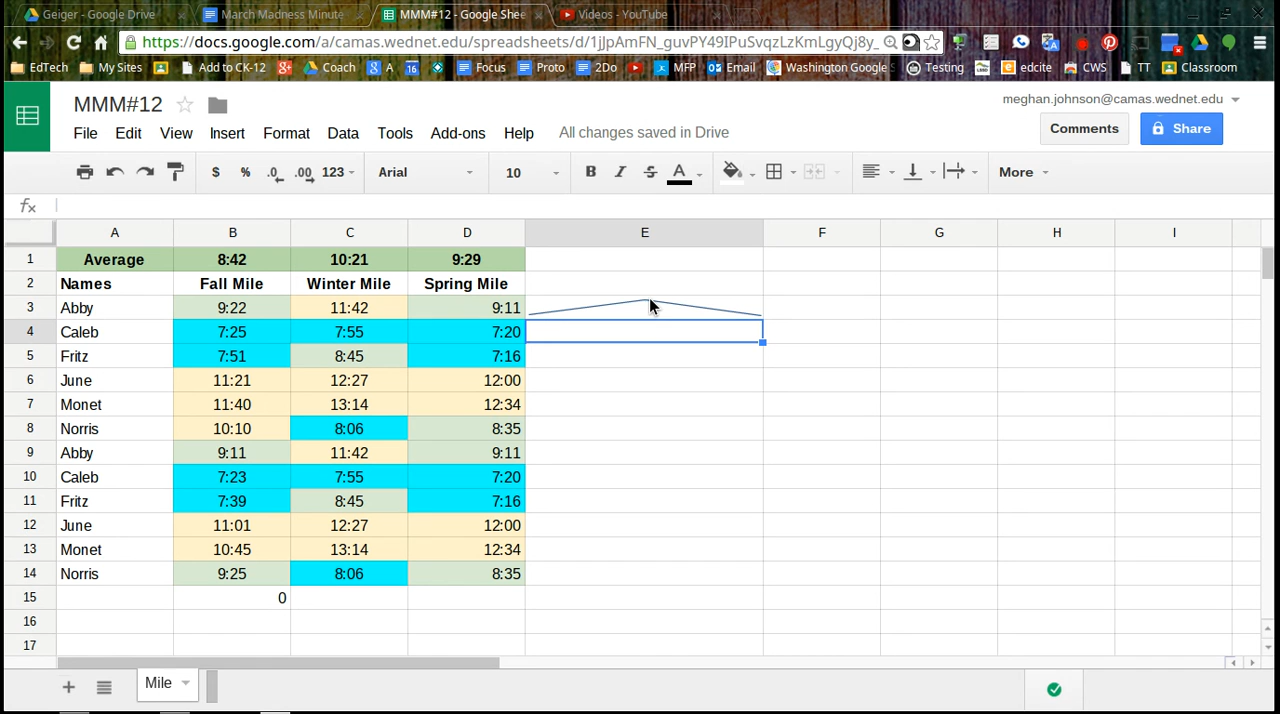 Geiger - Google Drive
March Madness Minute
MMM#12 - Google Shee
Videos - YouTube
https://docs.google.com/a/camas.wednet.edu/spreadsheets/d/1jJpAmFN_guvPY49IPuSvqzLzKmLgyQj8y_
EdTech My Sites Add to CK-12 Coach A 16 Focus Proto 2Do MFP Email Washington Google Testing edcite CWS TT Classroom
MMM#12
meghan.johnson@camas.wednet.edu
File Edit View Insert Format Data Tools Add-ons Help All changes saved in Drive
Comments Share
$ % .0 .00 123 Arial 10 B I S A More
fx
A B C D E F G H I
1 Average 8:42 10:21 9:29
2 Names Fall Mile Winter Mile Spring Mile
3 Abby 9:22 11:42 9:11
4 Caleb 7:25 7:55 7:20
5 Fritz 7:51 8:45 7:16
6 June 11:21 12:27 12:00
7 Monet 11:40 13:14 12:34
8 Norris 10:10 8:06 8:35
9 Abby 9:11 11:42 9:11
10 Caleb 7:23 7:55 7:20
11 Fritz 7:39 8:45 7:16
12 June 11:01 12:27 12:00
13 Monet 10:45 13:14 12:34
14 Norris 9:25 8:06 8:35
15 0
16
17
Mile